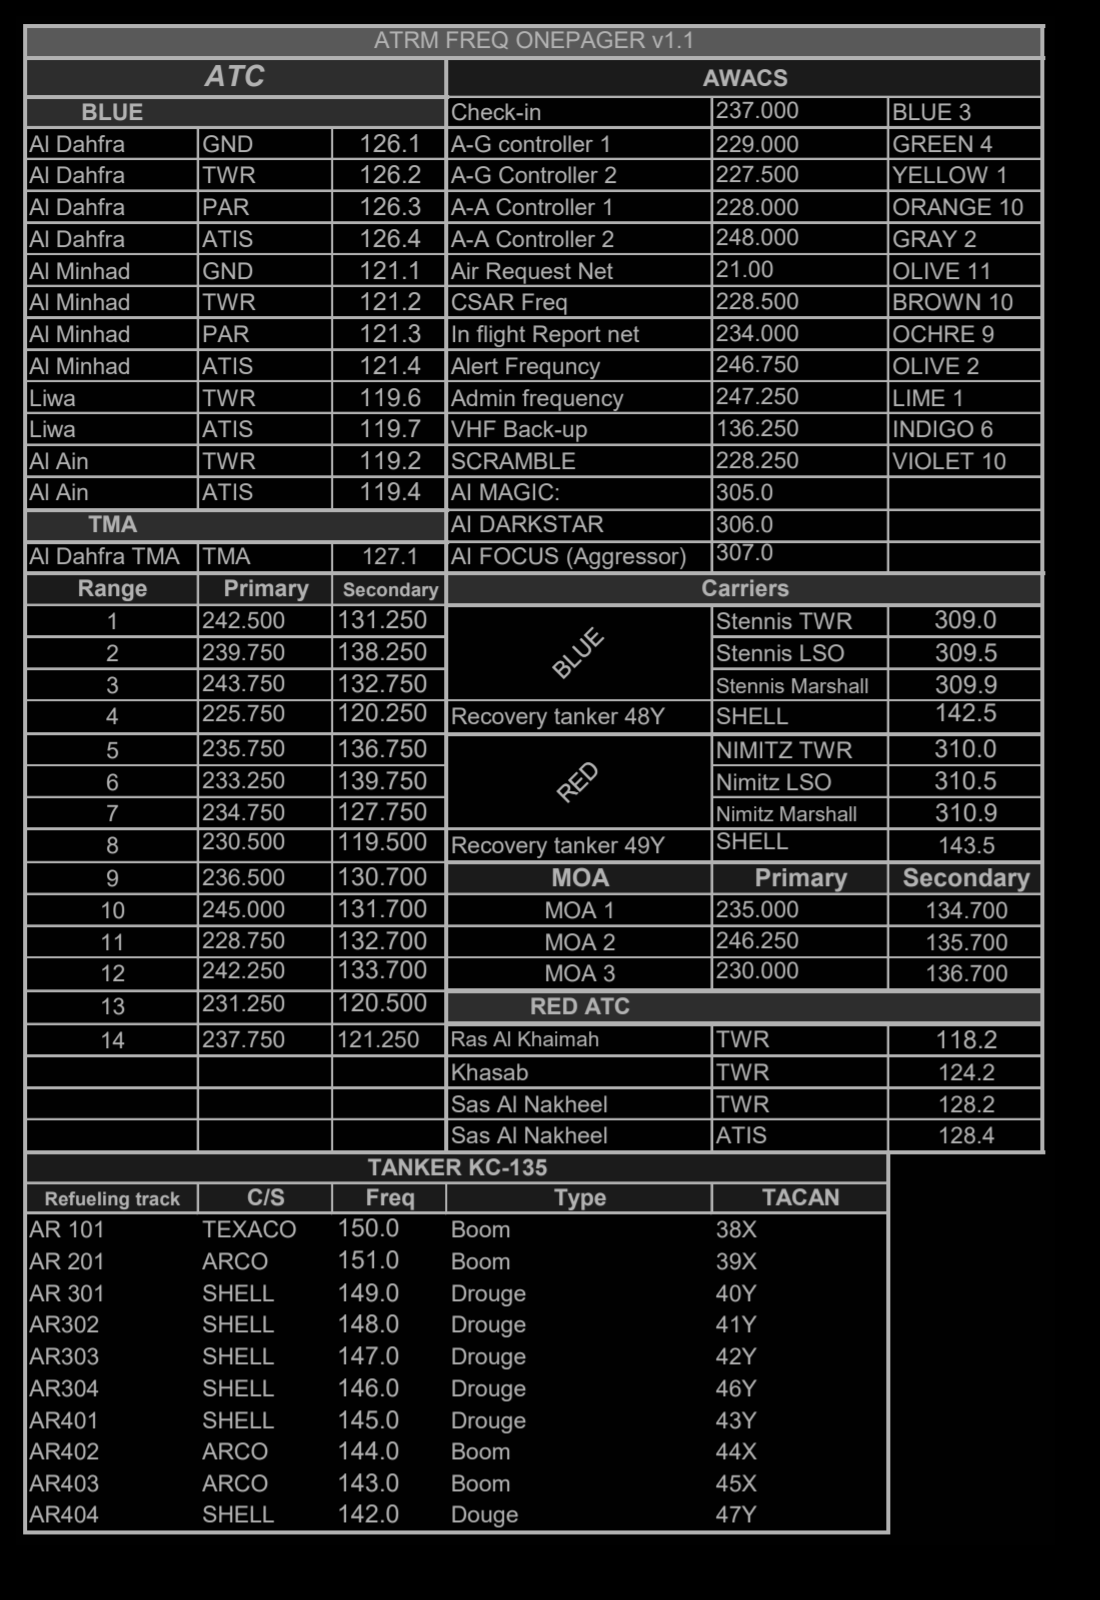 ATRM FREQ ONEPAGER v1.1
ATC AWACS
BLUE Check-in 237.000 BLUE 3
Al Dahfra GND 126.1 A-G controller 1 229.000 GREEN 4
Al Dahfra TWR 126.2 A-G Controller 2 227.500 YELLOW 1
Al Dahfra PAR 126.3 A-A Controller 1 228.000 ORANGE 10
Al Dahfra ATIS 126.4 A-A Controller 2 248.000 GRAY 2
Al Minhad GND 121.1 Air Request Net 21.00 OLIVE 11
Al Minhad TWR 121.2 CSAR Freq 228.500 BROWN 10
Al Minhad PAR 121.3 In flight Report net 234.000 OCHRE 9
Al Minhad ATIS 121.4 Alert Frequncy 246.750 OLIVE 2
Liwa TWR 119.6 Admin frequency 247.250 LIME 1
Liwa ATIS 119.7 VHF Back-up 136.250 INDIGO 6
Al Ain TWR 119.2 SCRAMBLE 228.250 VIOLET 10
Al Ain ATIS 119.4 AI MAGIC: 305.0
TMA AI DARKSTAR 306.0
Al Dahfra TMA TMA 127.1 AI FOCUS (Aggressor) 307.0
Range Primary Secondary Carriers
1 242.500 131.250 Stennis TWR 309.0
2 239.750 138.250 BLUE Stennis LSO 309.5
3 243.750 132.750 Stennis Marshall 309.9
4 225.750 120.250 Recovery tanker 48Y SHELL 142.5
5 235.750 136.750 NIMITZ TWR 310.0
6 233.250 139.750 RED Nimitz LSO 310.5
7 234.750 127.750 Nimitz Marshall 310.9
8 230.500 119.500 Recovery tanker 49Y SHELL 143.5
9 236.500 130.700 MOA Primary Secondary
10 245.000 131.700 MOA 1 235.000 134.700
11 228.750 132.700 MOA 2 246.250 135.700
12 242.250 133.700 MOA 3 230.000 136.700
13 231.250 120.500 RED ATC
14 237.750 121.250 Ras Al Khaimah TWR 118.2
Khasab TWR 124.2
Sas Al Nakheel TWR 128.2
Sas Al Nakheel ATIS 128.4
TANKER KC-135
Refueling track C/S Freq Type TACAN
AR 101 TEXACO 150.0 Boom 38X
AR 201 ARCO 151.0 Boom 39X
AR 301 SHELL 149.0 Drouge 40Y
AR302 SHELL 148.0 Drouge 41Y
AR303 SHELL 147.0 Drouge 42Y
AR304 SHELL 146.0 Drouge 46Y
AR401 SHELL 145.0 Drouge 43Y
AR402 ARCO 144.0 Boom 44X
AR403 ARCO 143.0 Boom 45X
AR404 SHELL 142.0 Douge 47Y